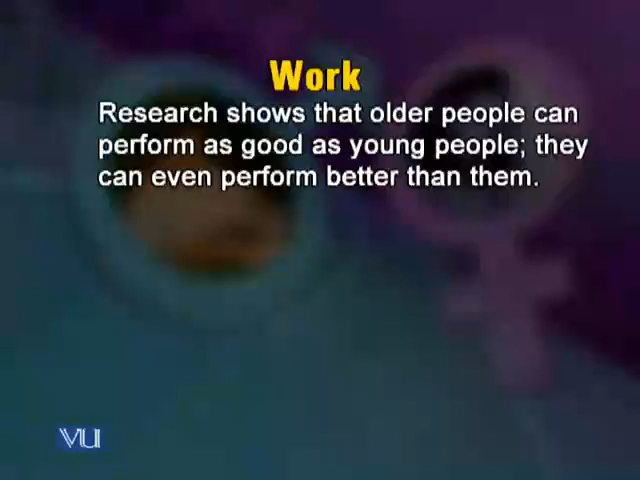 Work
Research shows that older people can
perform as good as young people; they
can even perform better than them.
VU